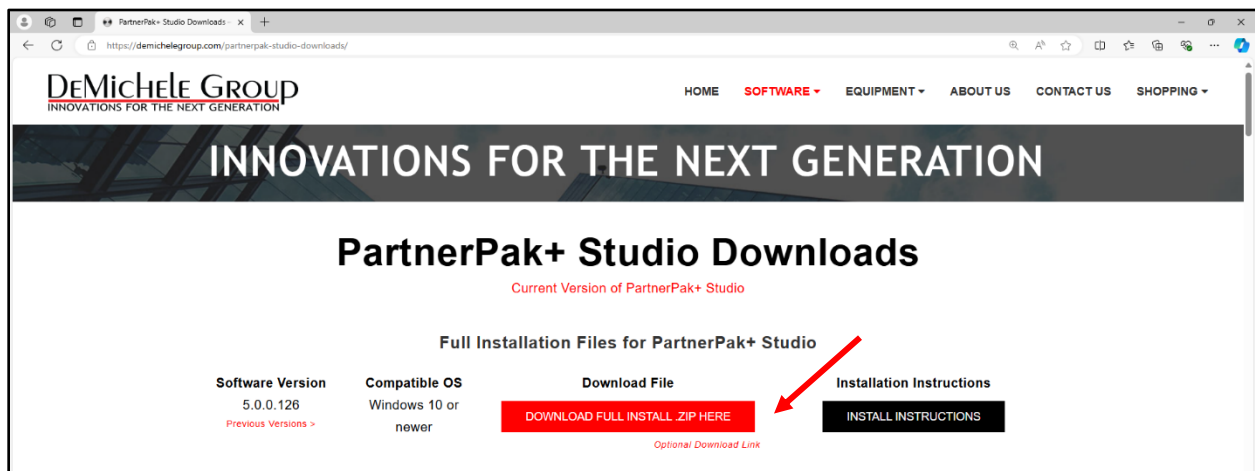 PartnerPak+ Studio Downloads -
https://demichelegroup.com/partnerpak-studio-downloads/
DEMICHELE GROUP
INNOVATIONS FOR THE NEXT GENERATION
HOME SOFTWARE EQUIPMENT ABOUT US CONTACT US SHOPPING
INNOVATIONS FOR THE NEXT GENERATION
PartnerPak+ Studio Downloads
Current Version of PartnerPak+ Studio
Full Installation Files for PartnerPak+ Studio
Software Version Compatible OS Download File Installation Instructions
5.0.0.126 Windows 10 or
newer
Previous Versions >
DOWNLOAD FULL INSTALL .ZIP HERE INSTALL INSTRUCTIONS
Optional Download Link